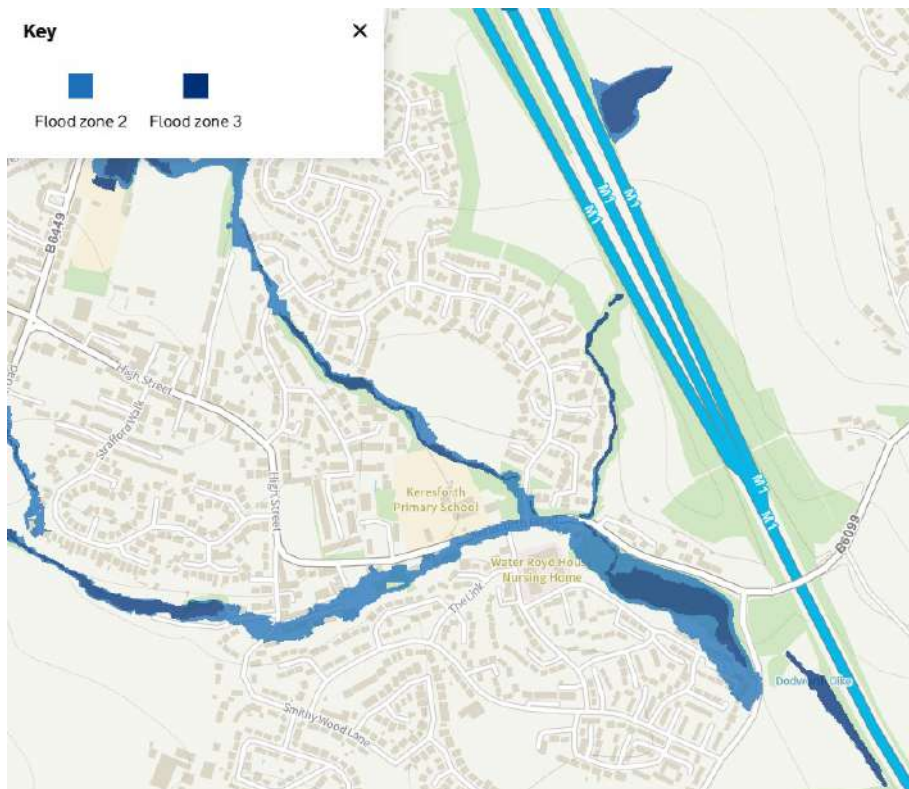 Key
×
Flood zone 2
Flood zone 3
M1
M1
M1
B6449
High Street
Strafford Walk
High Street
Keresforth
Primary School
M1
M1
B6099
Water Royd House
Nursing Home
The Link
Smithy Wood Lane